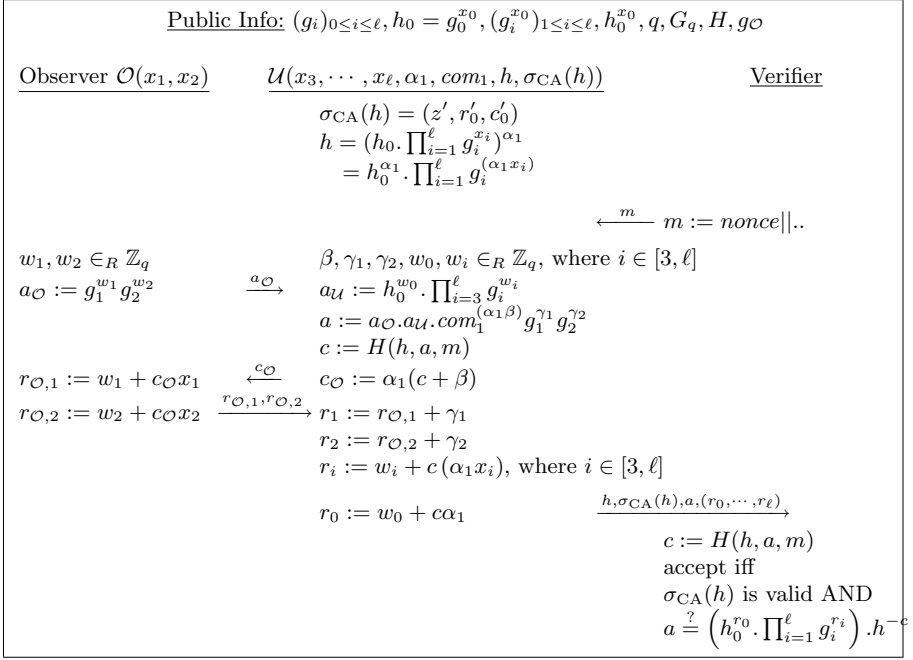 Public Info: (g_i)_{0≤i≤ℓ}, h_0 = g_0^{x_0}, (g_i^{x_0})_{1≤i≤ℓ}, h_0^{x_0}, q, G_q, H, g_𝒪
Observer 𝒪(x_1, x_2) 𝒰(x_3, ⋯ , x_ℓ, α_1, com_1, h, σ_CA(h)) Verifier
σ_CA(h) = (z′, r′_0, c′_0)
h = (h_0. ∏_{i=1}^ℓ g_i^{x_i})^{α_1}
= h_0^{α_1}. ∏_{i=1}^ℓ g_i^{(α_1 x_i)}
←m— m := nonce||..
w_1, w_2 ∈_R ℤ_q β, γ_1, γ_2, w_0, w_i ∈_R ℤ_q, where i ∈ [3, ℓ]
a_𝒪 := g_1^{w_1} g_2^{w_2} —a_𝒪→ a_𝒰 := h_0^{w_0}. ∏_{i=3}^ℓ g_i^{w_i}
a := a_𝒪.a_𝒰.com_1^{(α_1 β)} g_1^{γ_1} g_2^{γ_2}
c := H(h, a, m)
r_{𝒪,1} := w_1 + c_𝒪 x_1 ←c_𝒪— c_𝒪 := α_1(c + β)
r_{𝒪,2} := w_2 + c_𝒪 x_2 —r_{𝒪,1}, r_{𝒪,2}→ r_1 := r_{𝒪,1} + γ_1
r_2 := r_{𝒪,2} + γ_2
r_i := w_i + c (α_1 x_i), where i ∈ [3, ℓ]
r_0 := w_0 + cα_1 —h,σ_CA(h),a,(r_0,⋯ ,r_ℓ)→
c := H(h, a, m)
accept iff
σ_CA(h) is valid AND
a ≟ (h_0^{r_0}. ∏_{i=1}^ℓ g_i^{r_i}) .h^{−c}